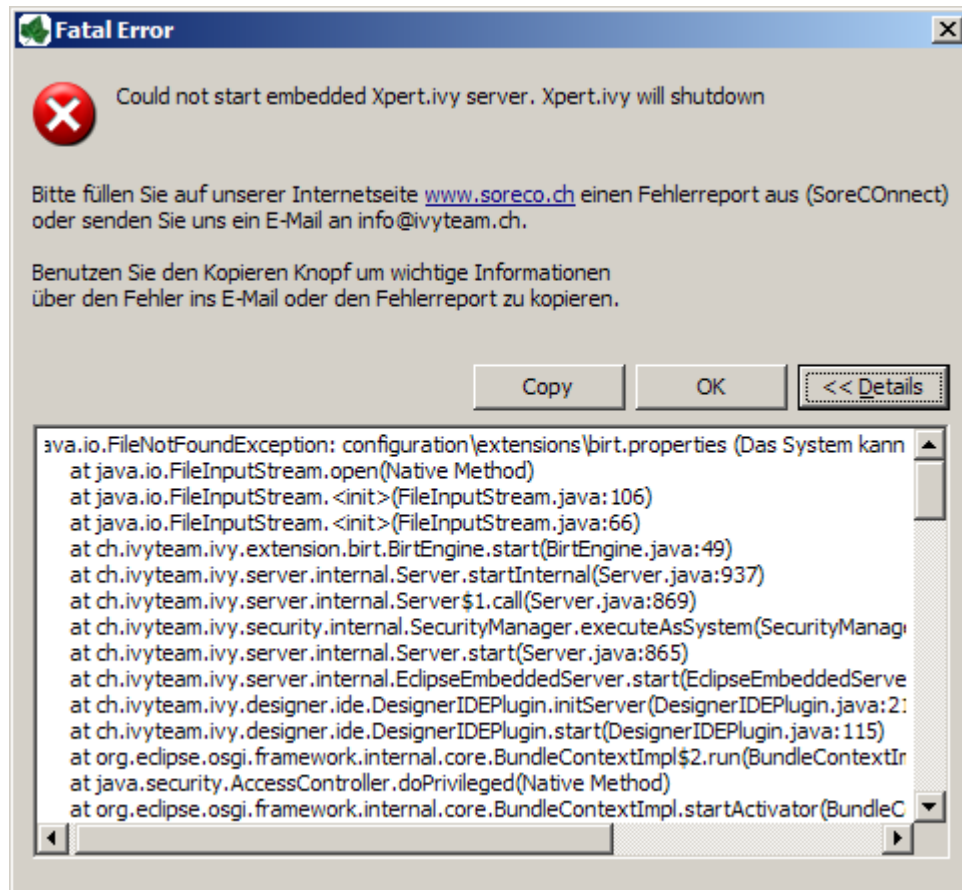 Fatal Error
Could not start embedded Xpert.ivy server. Xpert.ivy will shutdown
Bitte füllen Sie auf unserer Internetseite www.soreco.ch einen Fehlerreport aus (SoreCOnnect)
oder senden Sie uns ein E-Mail an info@ivyteam.ch.
Benutzen Sie den Kopieren Knopf um wichtige Informationen
über den Fehler ins E-Mail oder den Fehlerreport zu kopieren.
Copy OK << Details
ava.io.FileNotFoundException: configuration\extensions\birt.properties (Das System kann
at java.io.FileInputStream.open(Native Method)
at java.io.FileInputStream.<init>(FileInputStream.java:106)
at java.io.FileInputStream.<init>(FileInputStream.java:66)
at ch.ivyteam.ivy.extension.birt.BirtEngine.start(BirtEngine.java:49)
at ch.ivyteam.ivy.server.internal.Server.startInternal(Server.java:937)
at ch.ivyteam.ivy.server.internal.Server$1.call(Server.java:869)
at ch.ivyteam.ivy.security.internal.SecurityManager.executeAsSystem(SecurityManag
at ch.ivyteam.ivy.server.internal.Server.start(Server.java:865)
at ch.ivyteam.ivy.server.internal.EclipseEmbeddedServer.start(EclipseEmbeddedServe
at ch.ivyteam.ivy.designer.ide.DesignerIDEPlugin.initServer(DesignerIDEPlugin.java:21
at ch.ivyteam.ivy.designer.ide.DesignerIDEPlugin.start(DesignerIDEPlugin.java:115)
at org.eclipse.osgi.framework.internal.core.BundleContextImpl$2.run(BundleContextIm
at java.security.AccessController.doPrivileged(Native Method)
at org.eclipse.osgi.framework.internal.core.BundleContextImpl.startActivator(BundleC